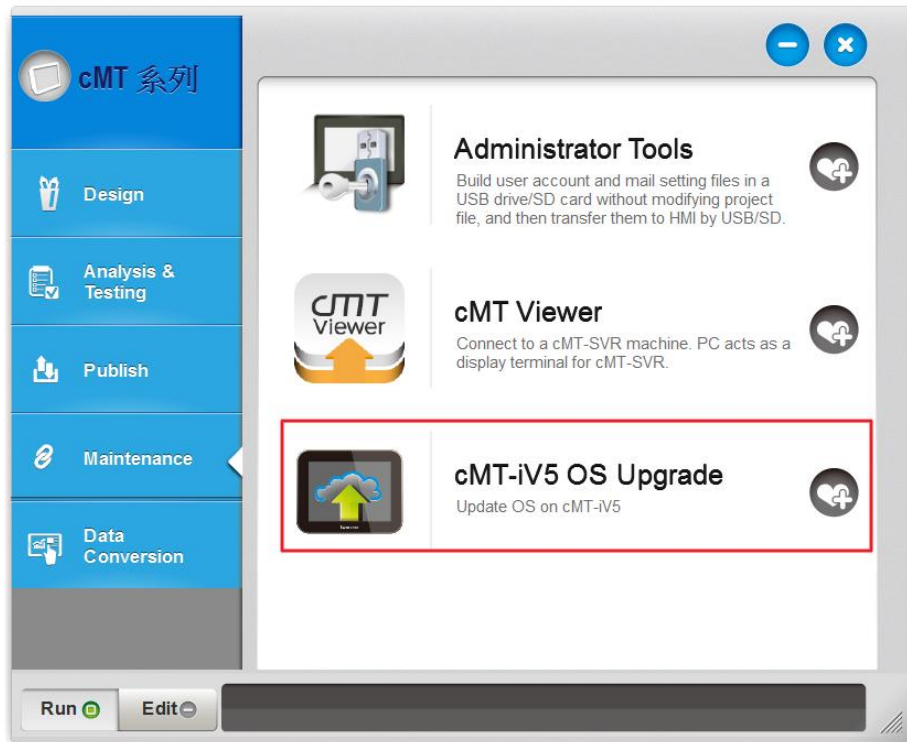 cMT 系列
Design
Analysis &
Testing
Publish
Maintenance
Data
Conversion
Administrator Tools
Build user account and mail setting files in a
USB drive/SD card without modifying project
file, and then transfer them to HMI by USB/SD.
cMT
Viewer
cMT Viewer
Connect to a cMT-SVR machine. PC acts as a
display terminal for cMT-SVR.
cMT-iV5 OS Upgrade
Update OS on cMT-iV5
Run
Edit